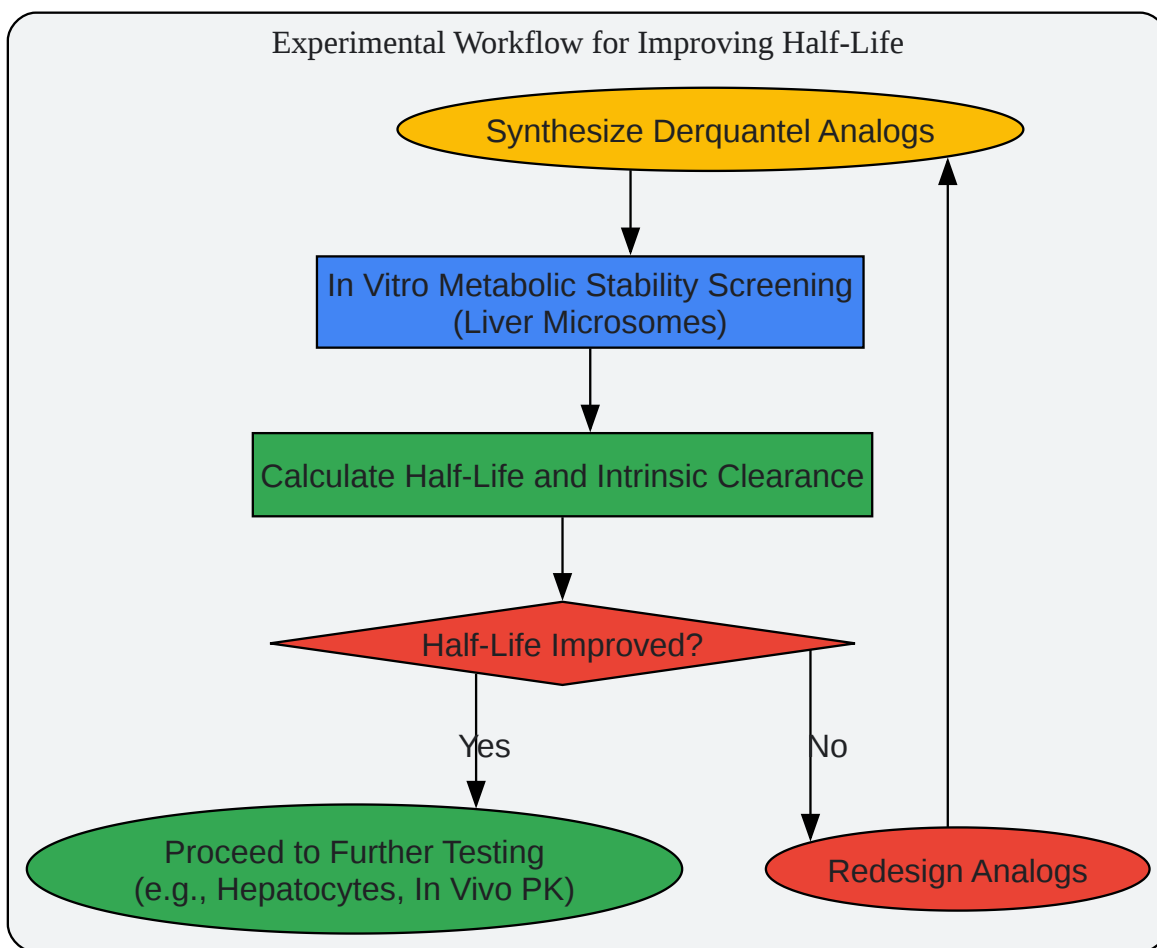 Experimental Workflow for Improving Half-Life
Synthesize Derquantel Analogs
In Vitro Metabolic Stability Screening
(Liver Microsomes)
Calculate Half-Life and Intrinsic Clearance
Half-Life Improved?
Yes
No
Proceed to Further Testing
(e.g., Hepatocytes, In Vivo PK)
Redesign Analogs